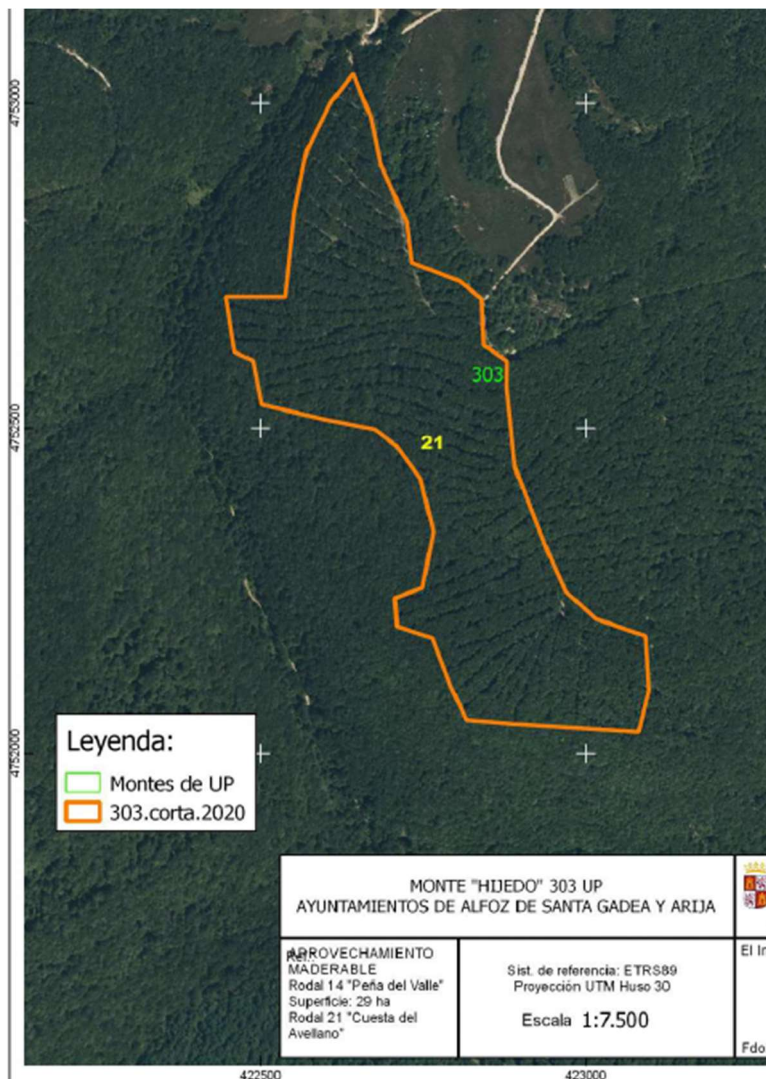 4753000
303
4752500
21
4752000
Leyenda:
Montes de UP
303.corta.2020
MONTE "HIJEDO" 303 UP
AYUNTAMIENTOS DE ALFOZ DE SANTA GADEA Y ARIJA
APROVECHAMIENTO
MADERABLE
Rodal 14 "Peña del Valle"
Superficie: 29 ha
Rodal 21 "Cuesta del
Avellano"
Sist. de referencia: ETRS89
Proyección UTM Huso 30
Escala 1:7.500
El In
Fdo
422500
423000